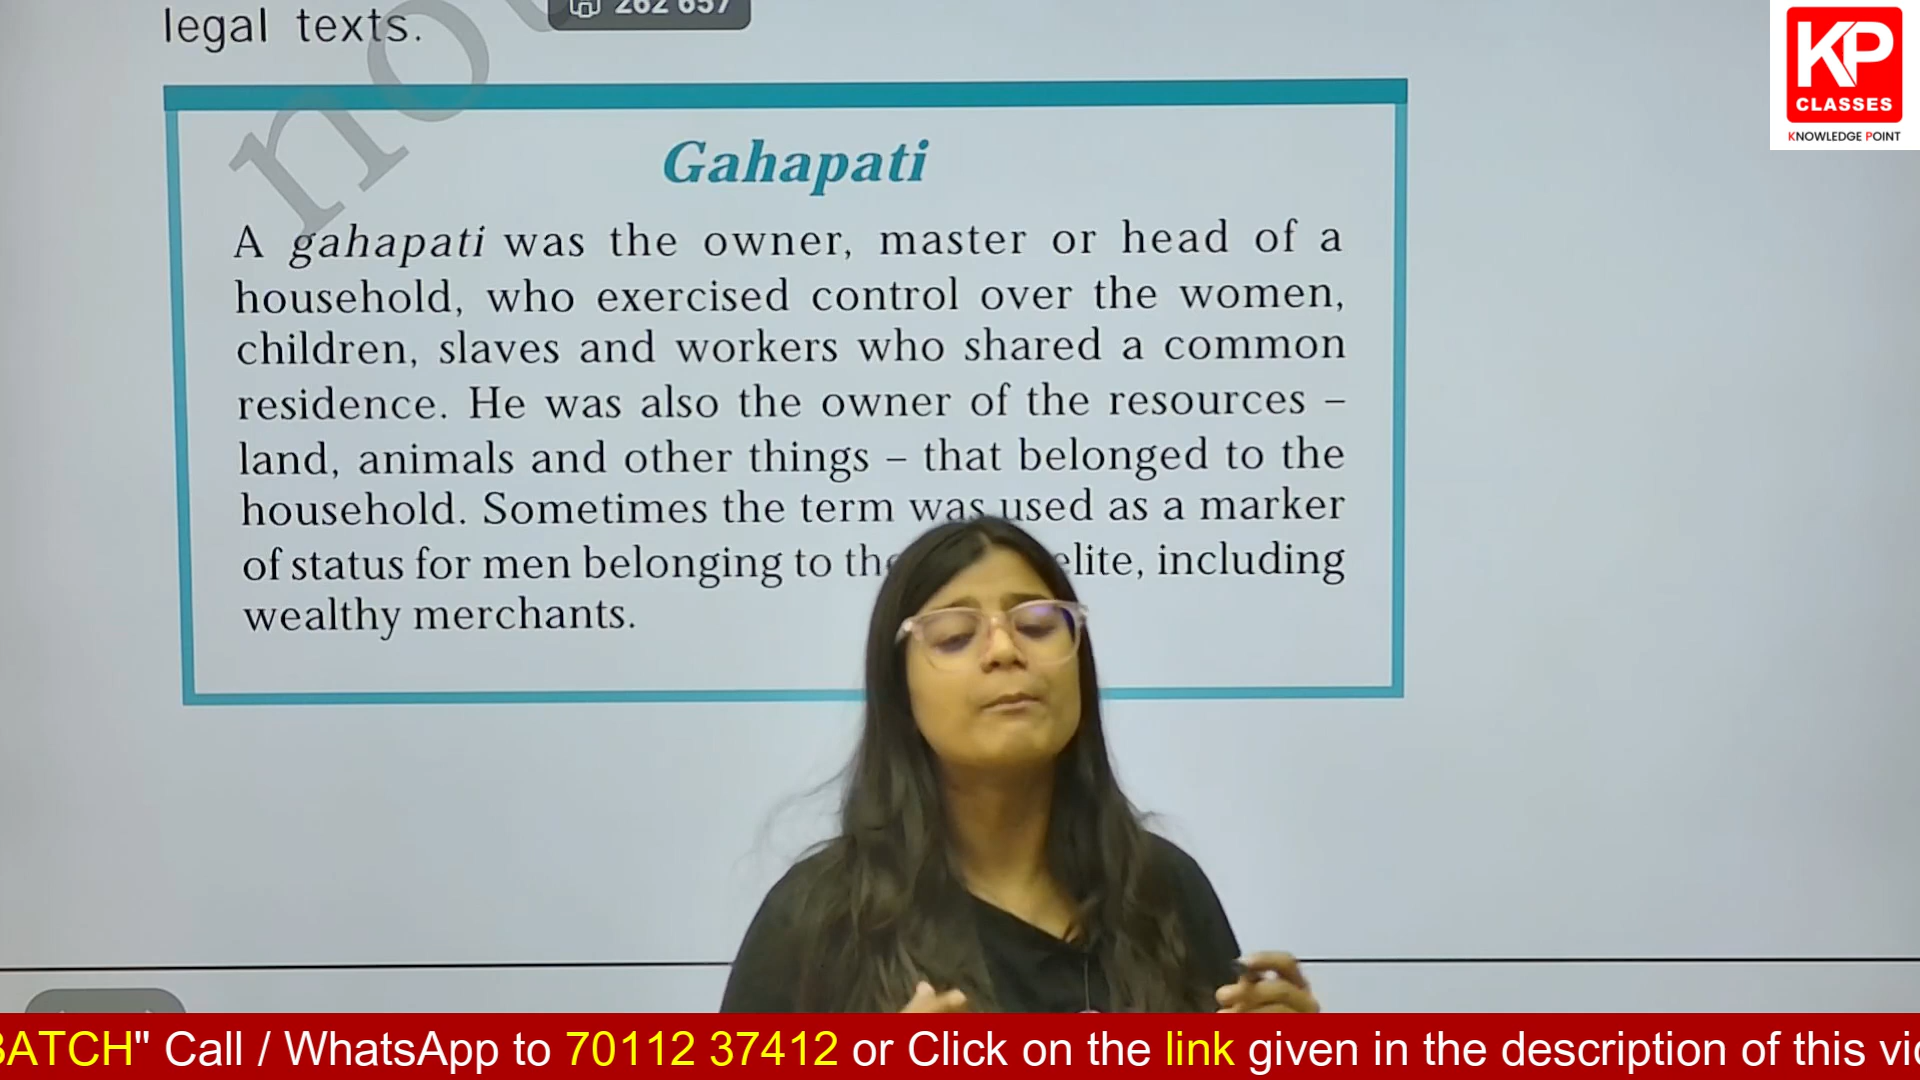 legal texts.
262 657
KP
CLASSES
KNOWLEDGE POINT
no
Gahapati
A gahapati was the owner, master or head of a
household, who exercised control over the women,
children, slaves and workers who shared a common
residence. He was also the owner of the resources –
land, animals and other things – that belonged to the
household. Sometimes the term was used as a marker
of status for men belonging to elite, including
wealthy merchants.
BATCH" Call / WhatsApp to 70112 37412 or Click on the link given in the description of this